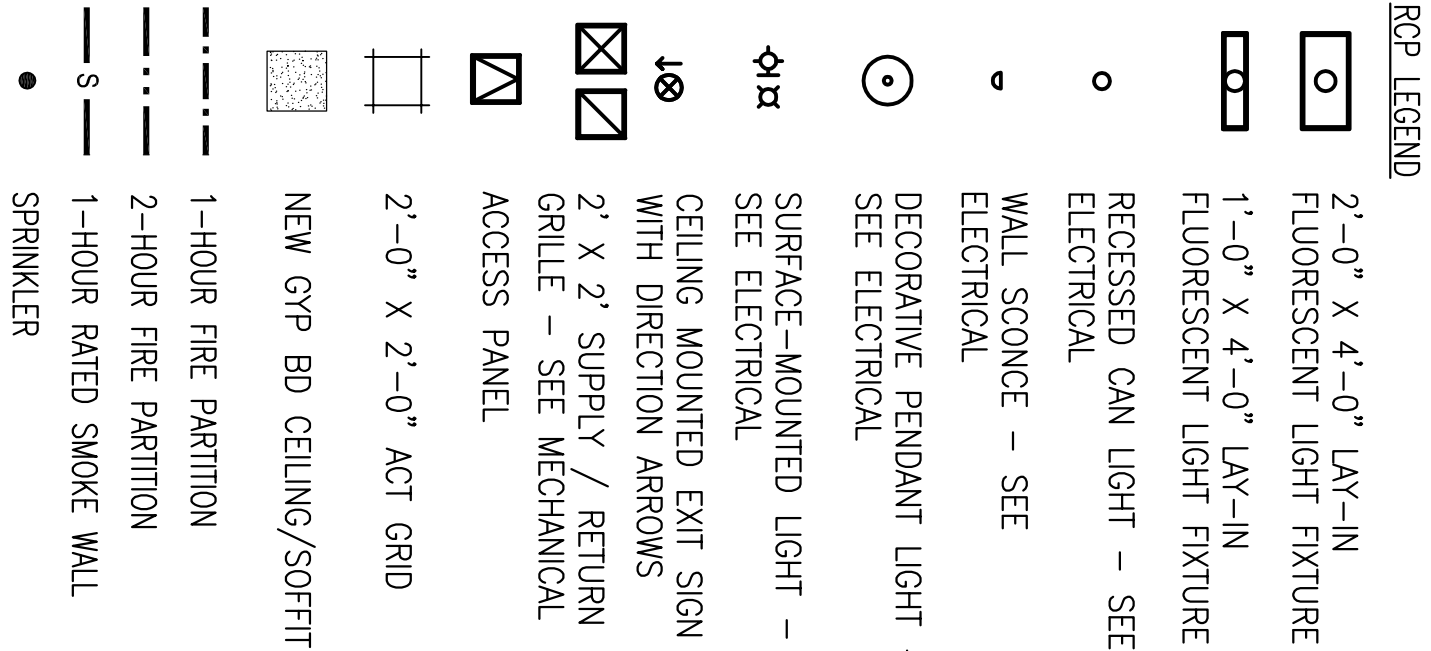 RCP LEGEND
2'-0" X 4'-0" LAY-IN
FLUORESCENT LIGHT FIXTURE
1'-0" X 4'-0" LAY-IN
FLUORESCENT LIGHT FIXTURE
RECESSED CAN LIGHT - SEE
ELECTRICAL
WALL SCONCE - SEE
ELECTRICAL
DECORATIVE PENDANT LIGHT -
SEE ELECTRICAL
SURFACE-MOUNTED LIGHT -
SEE ELECTRICAL
CEILING MOUNTED EXIT SIGN
WITH DIRECTION ARROWS
2' X 2' SUPPLY / RETURN
GRILLE - SEE MECHANICAL
ACCESS PANEL
2'-0" X 2'-0" ACT GRID
NEW GYP BD CEILING/SOFFIT
1-HOUR FIRE PARTITION
2-HOUR FIRE PARTITION
S 1-HOUR RATED SMOKE WALL
SPRINKLER